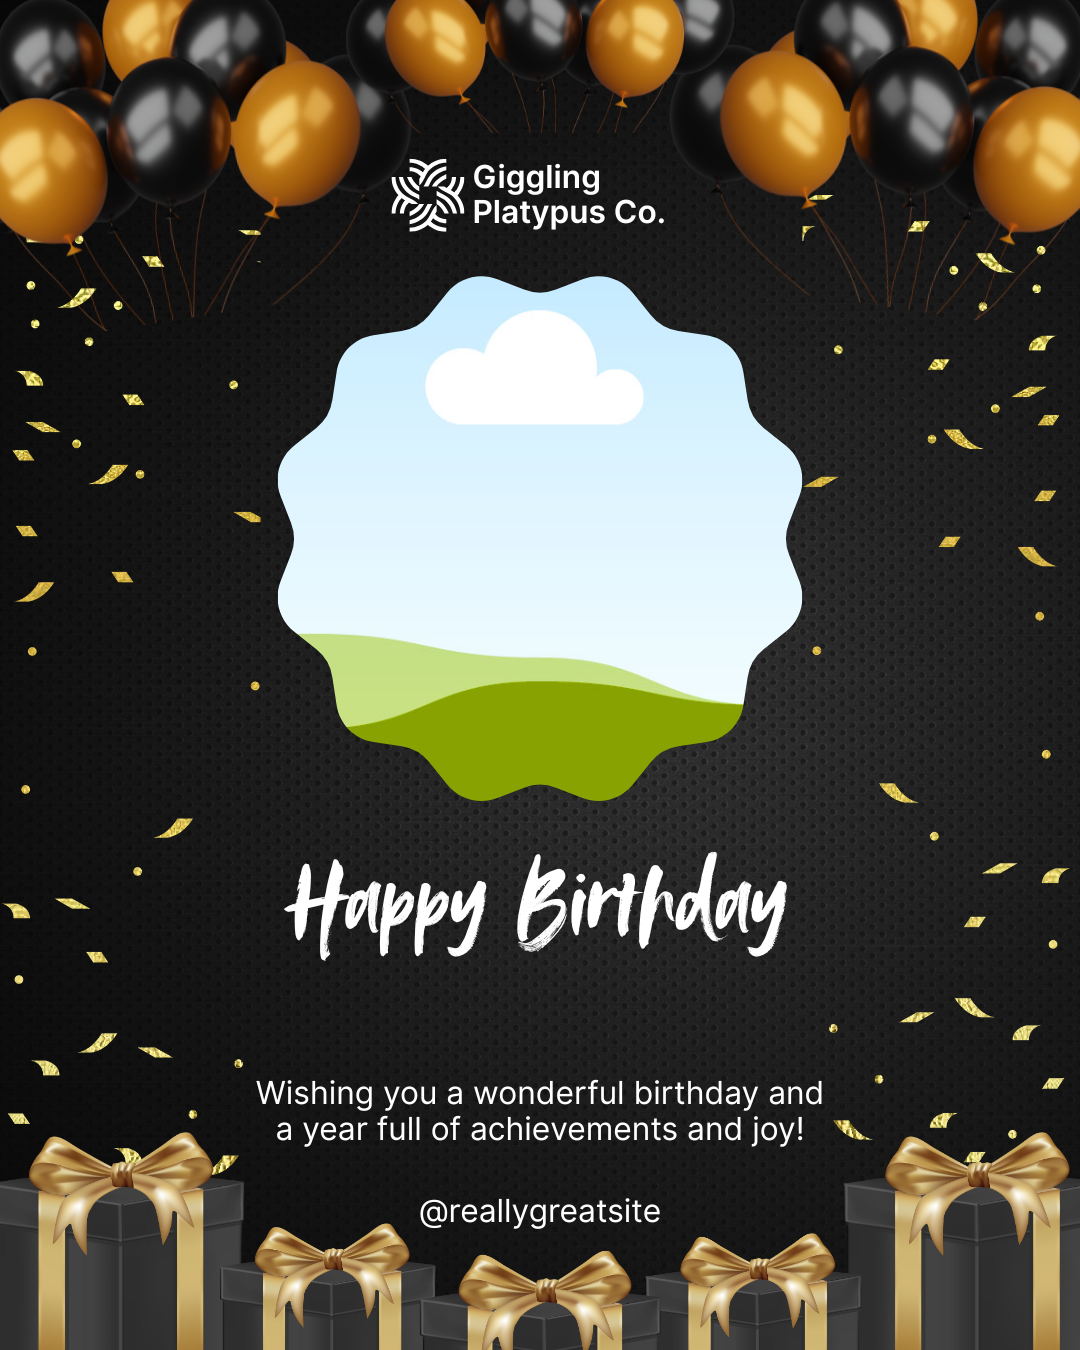 Giggling
Platypus Co.
Happy Birthday
Wishing you a wonderful birthday and
a year full of achievements and joy!
@reallygreatsite